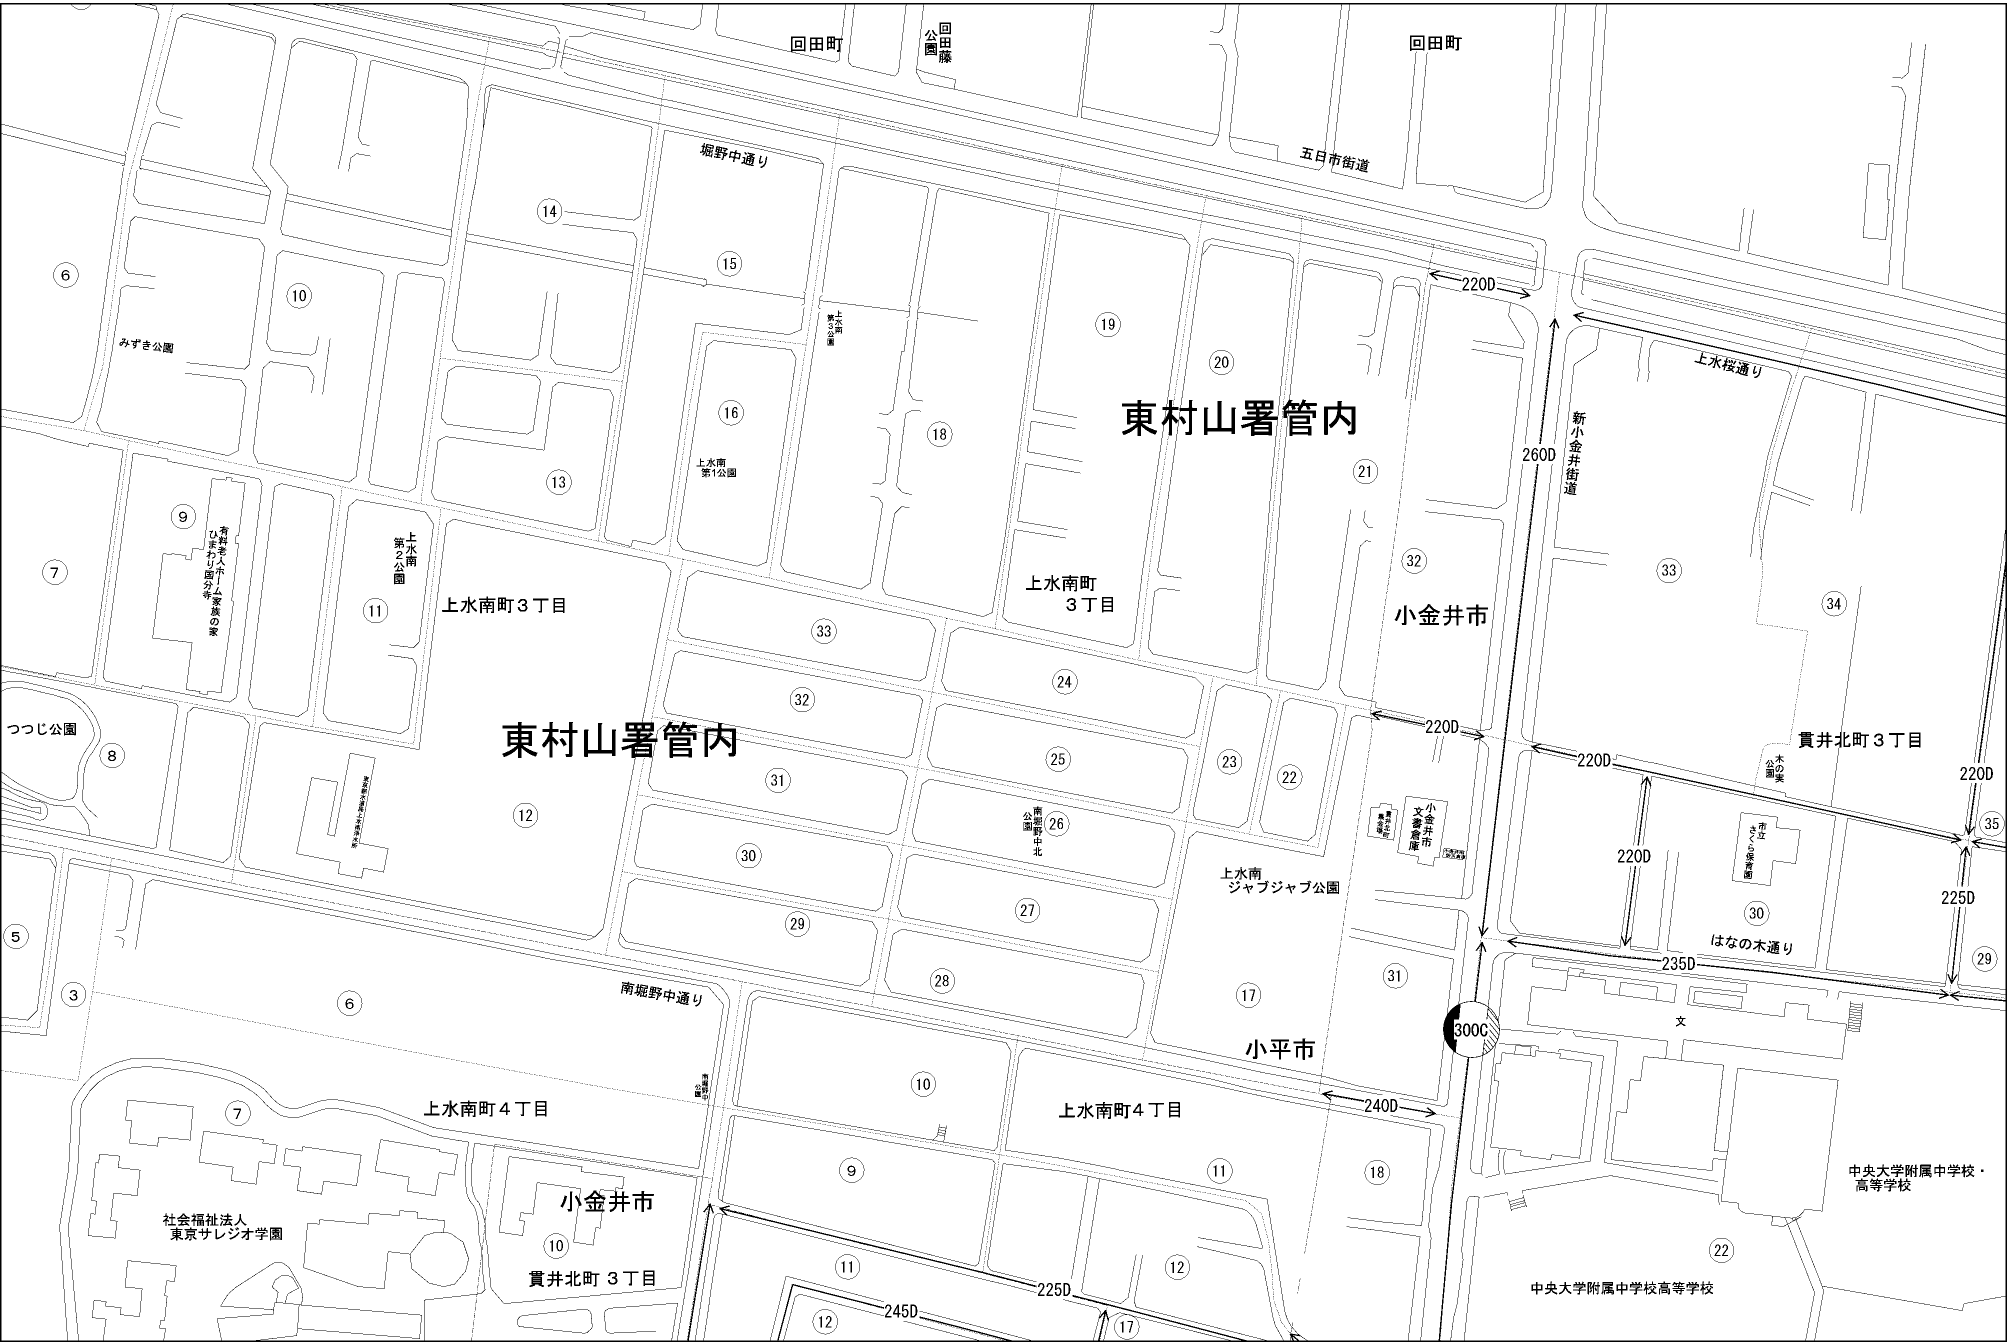 回田町
回田藤
公園
回田町
五日市街道
堀野中通り
14
15
6
10
みずき公園
上水南
第3公園
19
20
220D
上水桜通り
16
18
東村山署管内
新小金井街道
260D
上水南
第1公園
13
21
9
有料老人ホーム家族の家
ひまわり国分寺
上水南
第2公園
7
11
上水南町3丁目
上水南町
3丁目
32
33
34
小金井市
33
24
32
東村山署管内
つつじ公園
8
220D
220D
貫井北町3丁目
木の実
公園
220D
25
23
22
31
12
南堀野中北
公園
26
小金井市
文書倉庫
市立
さくら保育園
35
30
220D
上水南
ジャブジャブ公園
225D
27
30
29
はなの木通り
5
235D
29
28
31
17
3
6
南堀野中通り
300C
文
小平市
10
南堀野中
公園
240D
7
上水南町4丁目
上水南町4丁目
9
11
18
中央大学附属中学校・
高等学校
小金井市
社会福祉法人
東京サレジオ学園
10
22
貫井北町3丁目
11
12
225D
中央大学附属中学校高等学校
245D
12
17